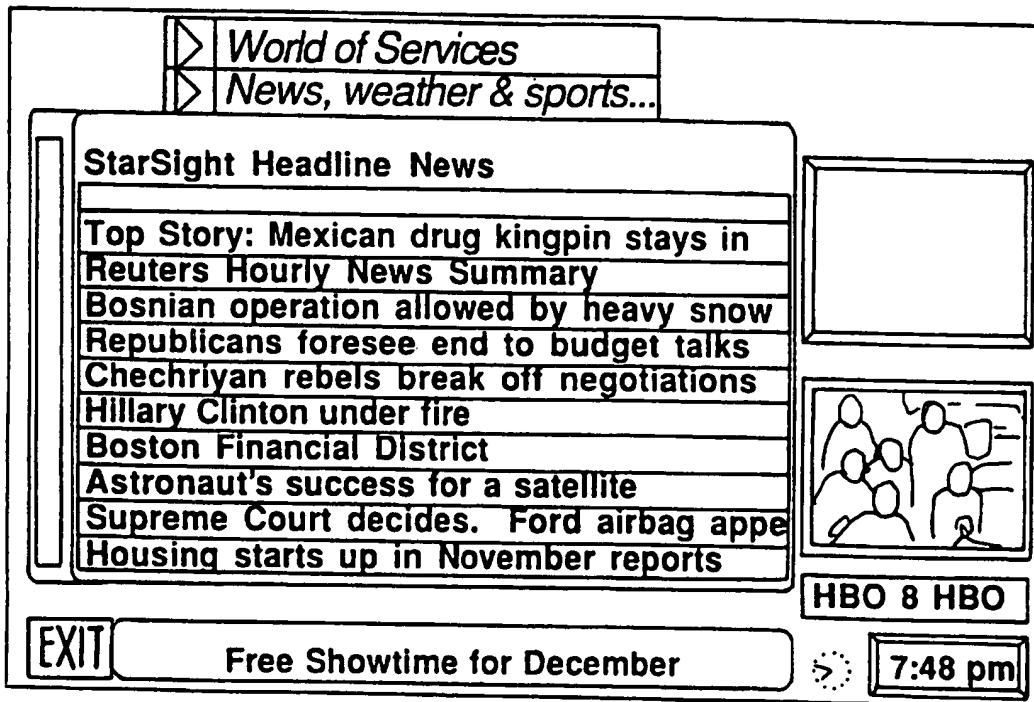 World of Services
News, weather & sports...
StarSight Headline News
Top Story: Mexican drug kingpin stays in
Reuters Hourly News Summary
Bosnian operation allowed by heavy snow
Republicans foresee end to budget talks
Chechriyan rebels break off negotiations
Hillary Clinton under fire
Boston Financial District
Astronaut's success for a satellite
Supreme Court decides. Ford airbag appe
Housing starts up in November reports
HBO 8 HBO
EXIT
Free Showtime for December
7:48 pm